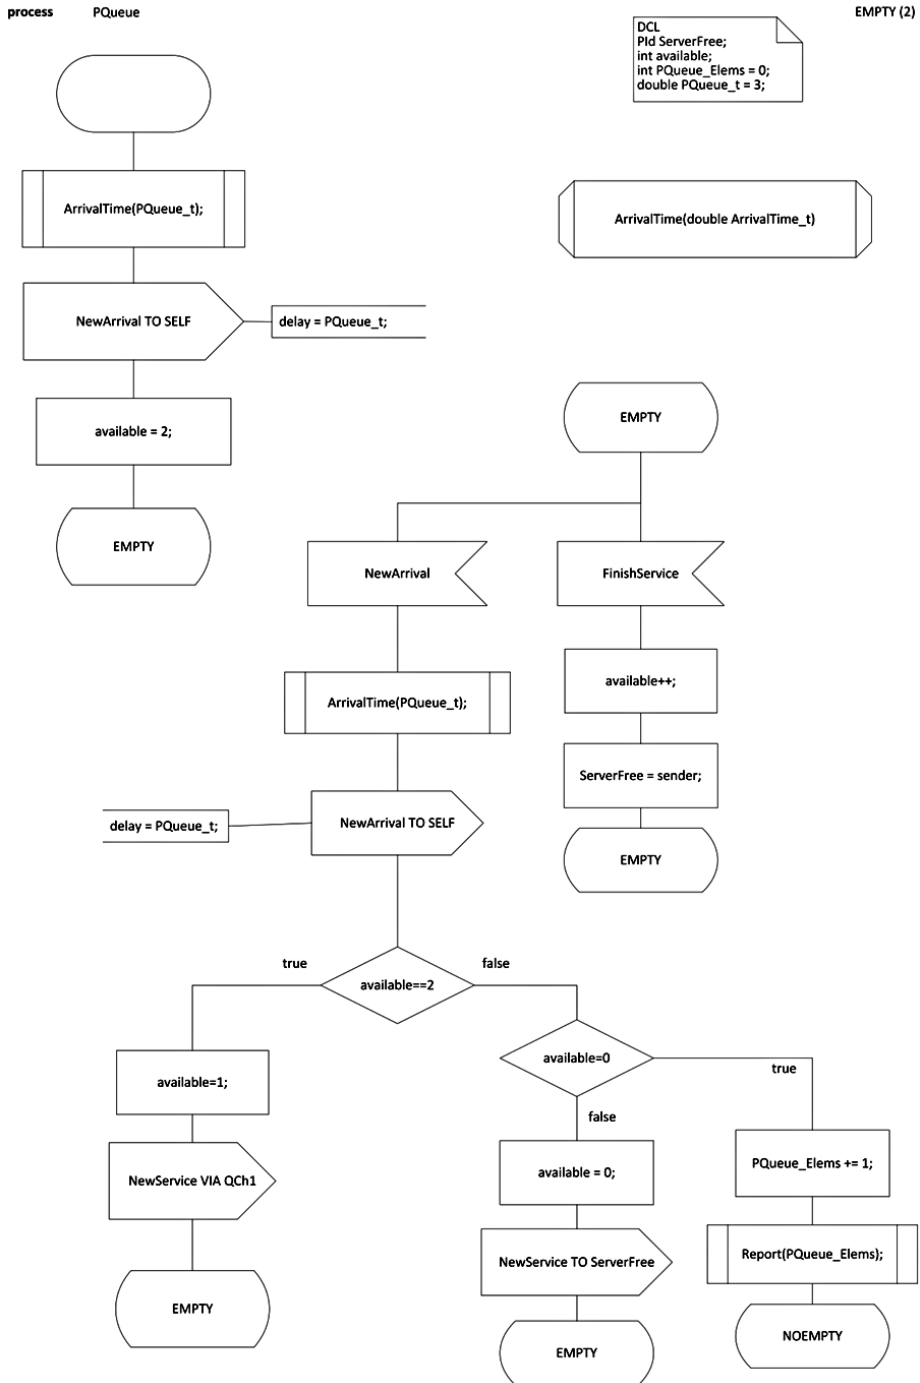 process PQueue EMPTY (2)
DCL
PId ServerFree;
int available;
int PQueue_Elems = 0;
double PQueue_t = 3;
ArrivalTime(PQueue_t);
ArrivalTime(double ArrivalTime_t)
NewArrival TO SELF
delay = PQueue_t;
available = 2;
EMPTY
EMPTY
NewArrival
FinishService
ArrivalTime(PQueue_t);
available++;
ServerFree = sender;
delay = PQueue_t;
NewArrival TO SELF
EMPTY
true
false
available==2
available=0
true
available=1;
false
NewService VIA QCh1
available = 0;
PQueue_Elems += 1;
NewService TO ServerFree
Report(PQueue_Elems);
EMPTY
EMPTY
NOEMPTY